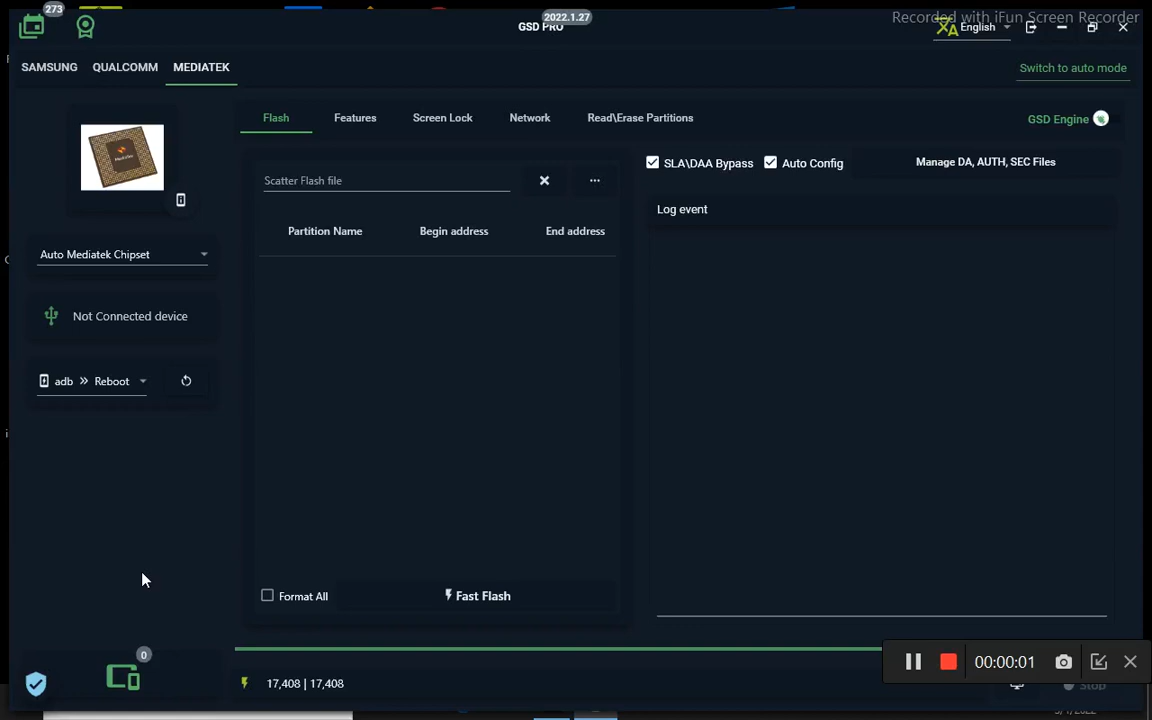 273
2022.1.27
GSD PRO
Recorded with iFun Screen Recorder
English
SAMSUNG QUALCOMM MEDIATEK
Switch to auto mode
Flash Features Screen Lock Network Read\Erase Partitions
GSD Engine
SLA\DAA Bypass Auto Config Manage DA, AUTH, SEC Files
Scatter Flash file
Log event
Partition Name Begin address End address
Auto Mediatek Chipset
Not Connected device
adb » Reboot
Format All
Fast Flash
0
17,408 | 17,408
00:00:01
Stop